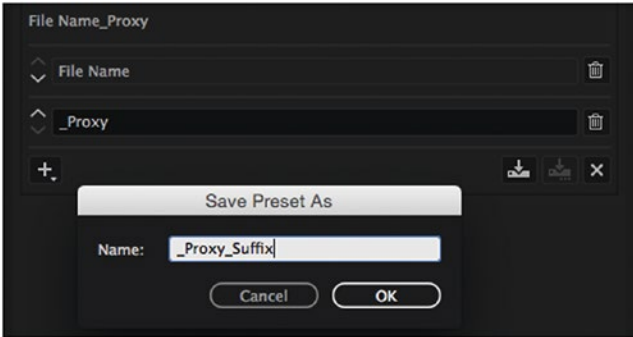 File Name_Proxy
File Name
_Proxy
Save Preset As
Name: _Proxy_Suffix
Cancel OK